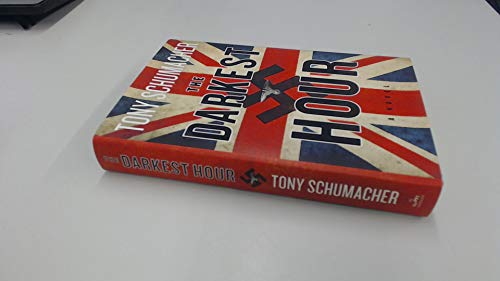 TONY SCHUMACHER
THE
DARKEST
HOUR
A NOVEL
THE DARKEST HOUR
TONY SCHUMACHER